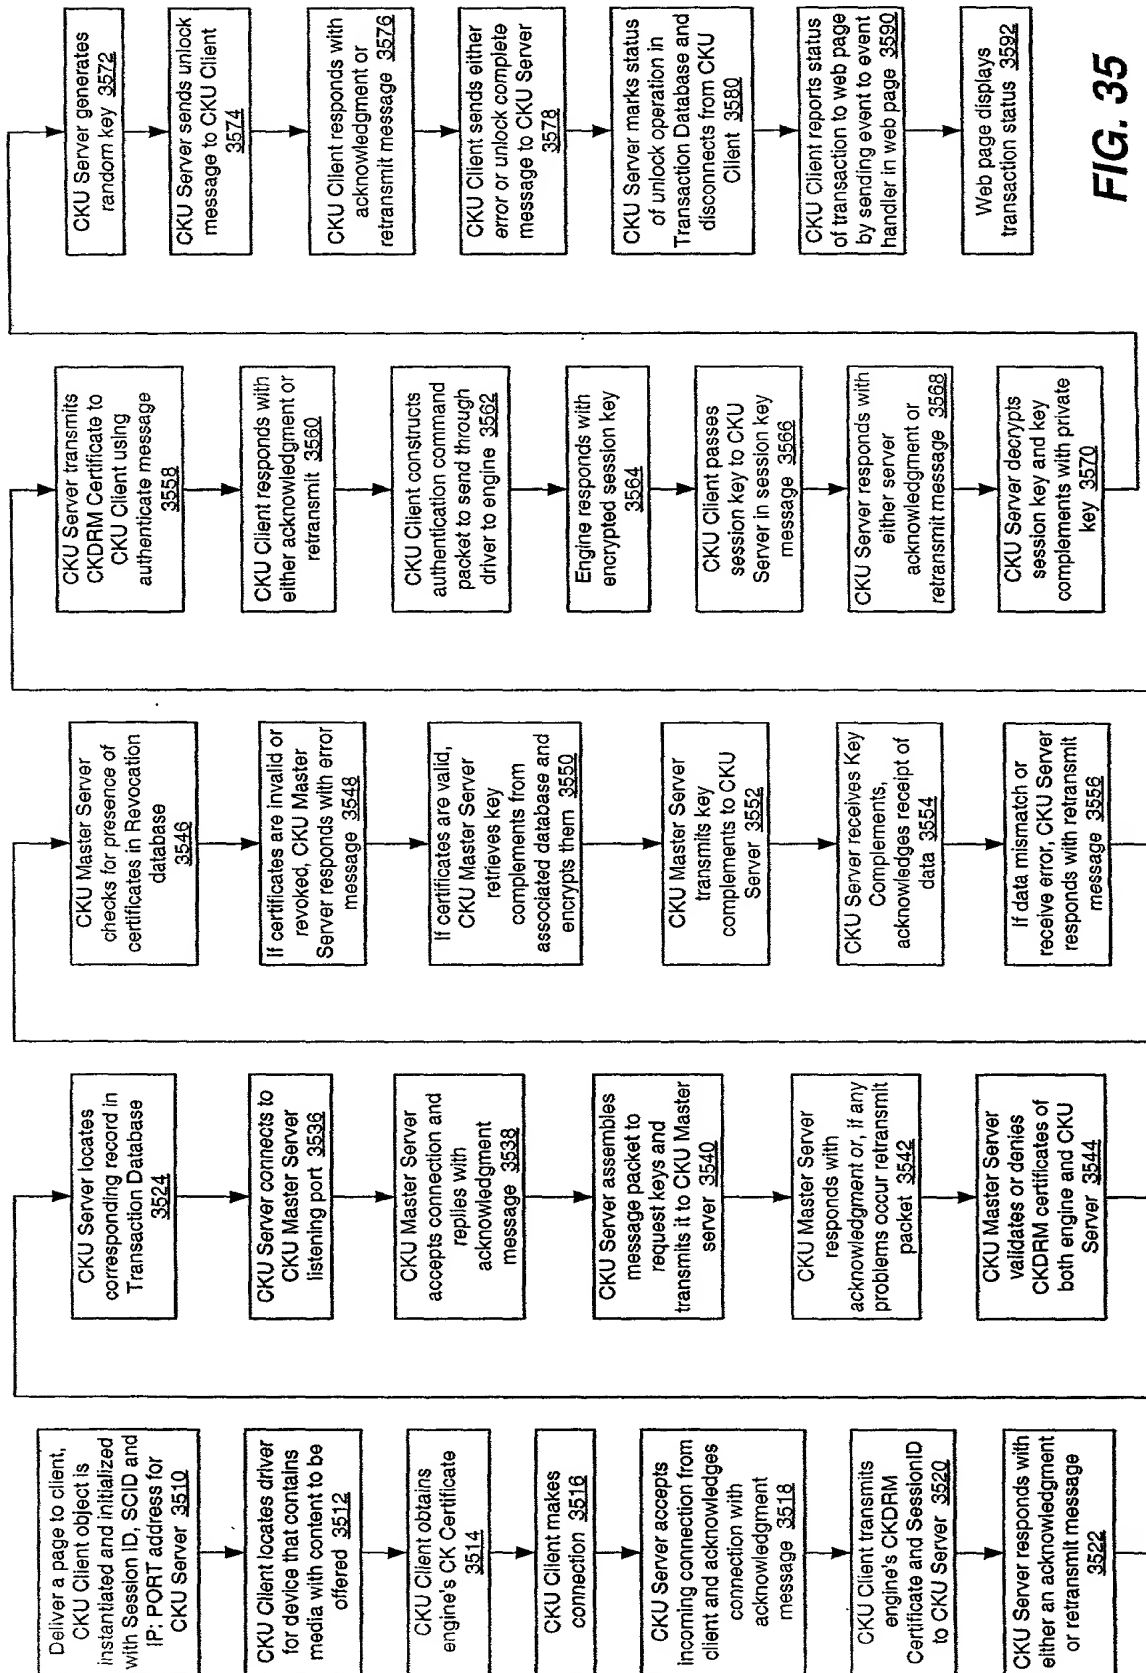 Deliver a page to client,
CKU Client object is
instantiated and initialized
with Session ID, SCID and
IP: PORT address for
CKU Server 3510
CKU Client locates driver
for device that contains
media with content to be
offered 3512
CKU Client obtains
engine's CK Certificate
3514
CKU Client makes
connection 3516
CKU Server accepts
incoming connection from
client and acknowledges
connection with
acknowledgment
message 3518
CKU Client transmits
engine's CKDRM
Certificate and SessionID
to CKU Server 3520
CKU Server responds with
either an acknowledgment
or retransmit message
3522
CKU Server locates
corresponding record in
Transaction Database
3524
CKU Server connects to
CKU Master Server
listening port 3536
CKU Master Server
accepts connection and
replies with
acknowledgment
message 3538
CKU Server assembles
message packet to
request keys and
transmits it to CKU Master
server 3540
CKU Master Server
responds with
acknowledgment or, if any
problems occur retransmit
packet 3542
CKU Master Server
validates or denies
CKDRM certificates of
both engine and CKU
Server 3544
CKU Master Server
checks for presence of
certificates in Revocation
database
3546
If certificates are invalid or
revoked, CKU Master
Server responds with error
message 3548
If certificates are valid,
CKU Master Server
retrieves key
complements from
associated database and
encrypts them 3550
CKU Master Server
transmits key
complements to CKU
Server 3552
CKU Server receives Key
Complements,
acknowledges receipt of
data 3554
If data mismatch or
receive error, CKU Server
responds with retransmit
message 3556
CKU Server transmits
CKDRM Certificate to
CKU Client using
authenticate message
3558
CKU Client responds with
either acknowledgment or
retransmit 3560
CKU Client constructs
authentication command
packet to send through
driver to engine 3562
Engine responds with
encrypted session key
3564
CKU Client passes
session key to CKU
Server in session key
message 3566
CKU Server responds with
either server
acknowledgment or
retransmit message 3568
CKU Server decrypts
session key and key
complements with private
key 3570
CKU Server generates
random key 3572
CKU Server sends unlock
message to CKU Client
3574
CKU Client responds with
acknowledgment or
retransmit message 3576
CKU Client sends either
error or unlock complete
message to CKU Server
3578
CKU Server marks status
of unlock operation in
Transaction Database and
disconnects from CKU
Client 3580
CKU Client reports status
of transaction to web page
by sending event to event
handler in web page 3590
Web page displays
transaction status 3592
FIG. 35